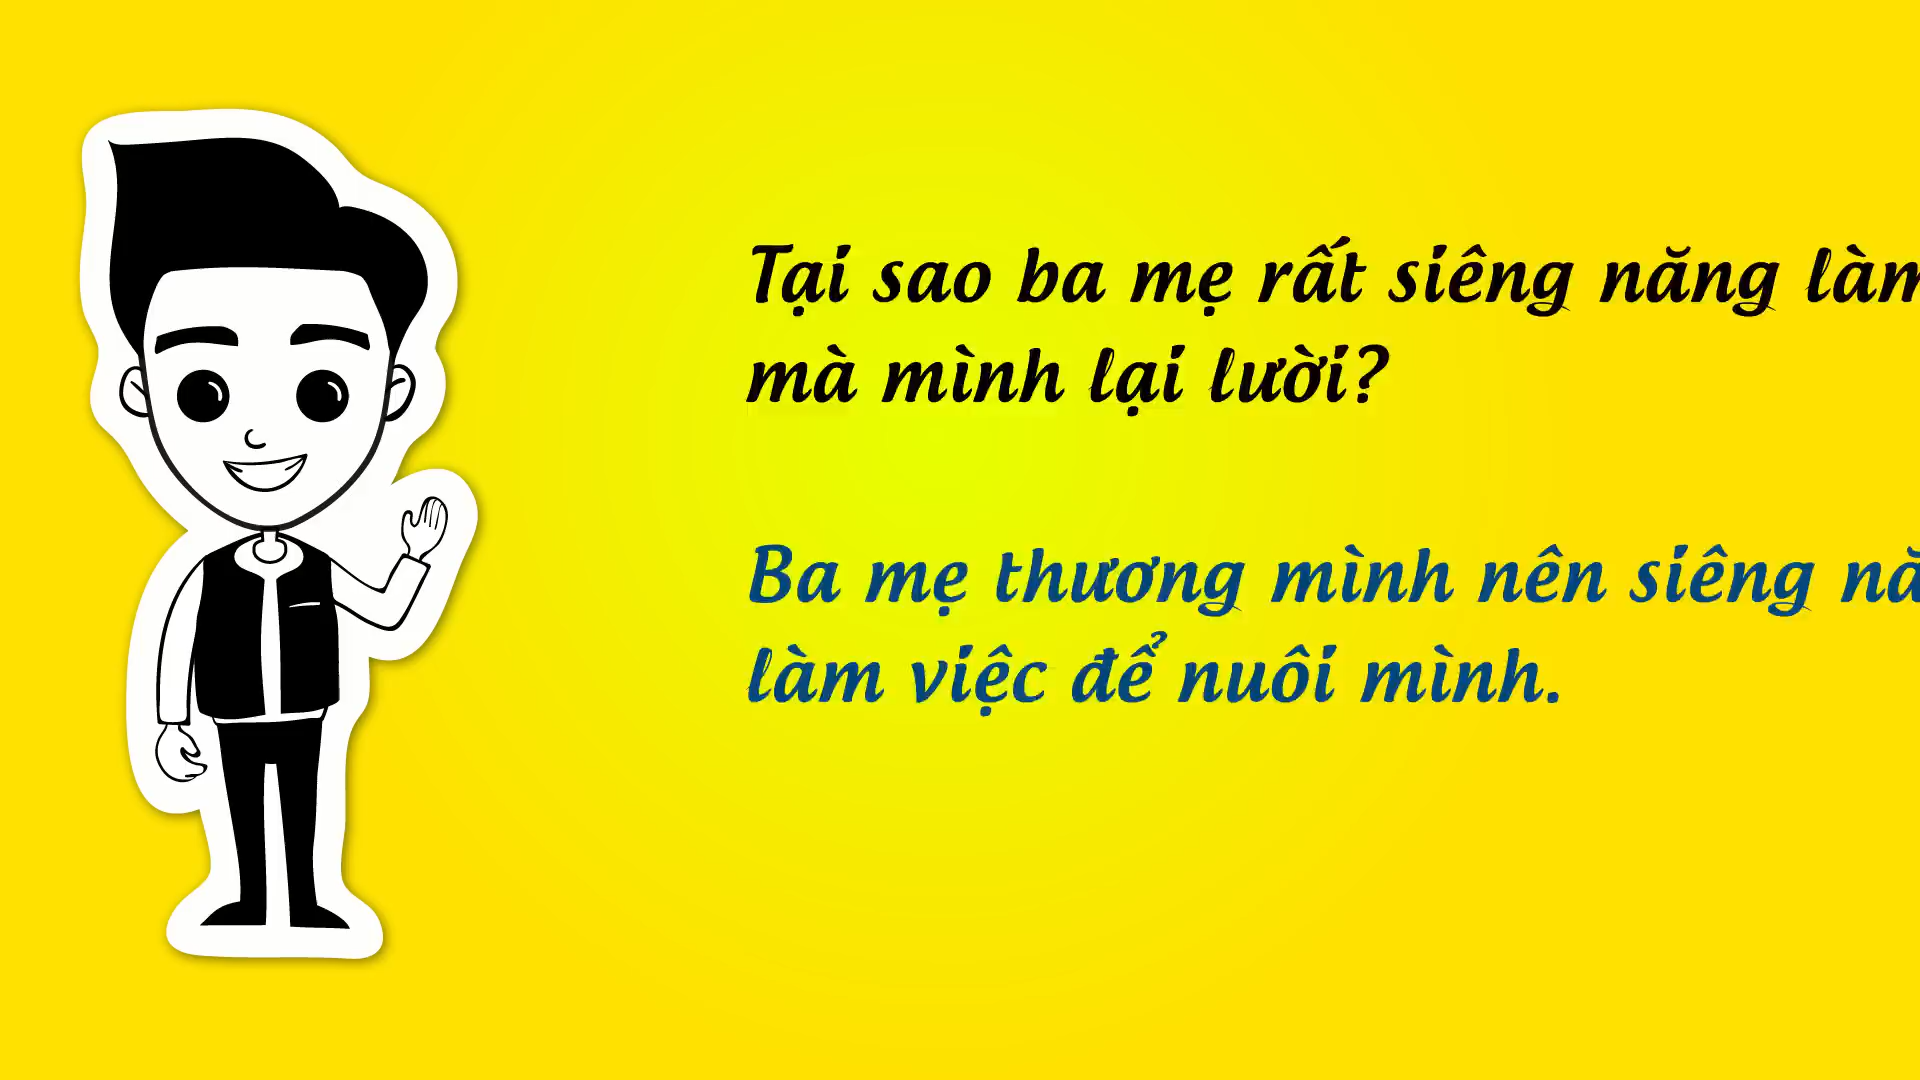 Tại sao ba mẹ rất siêng năng làm
mà mình lại lười?
Ba mẹ thương mình nên siêng
làm việc để nuôi mình.